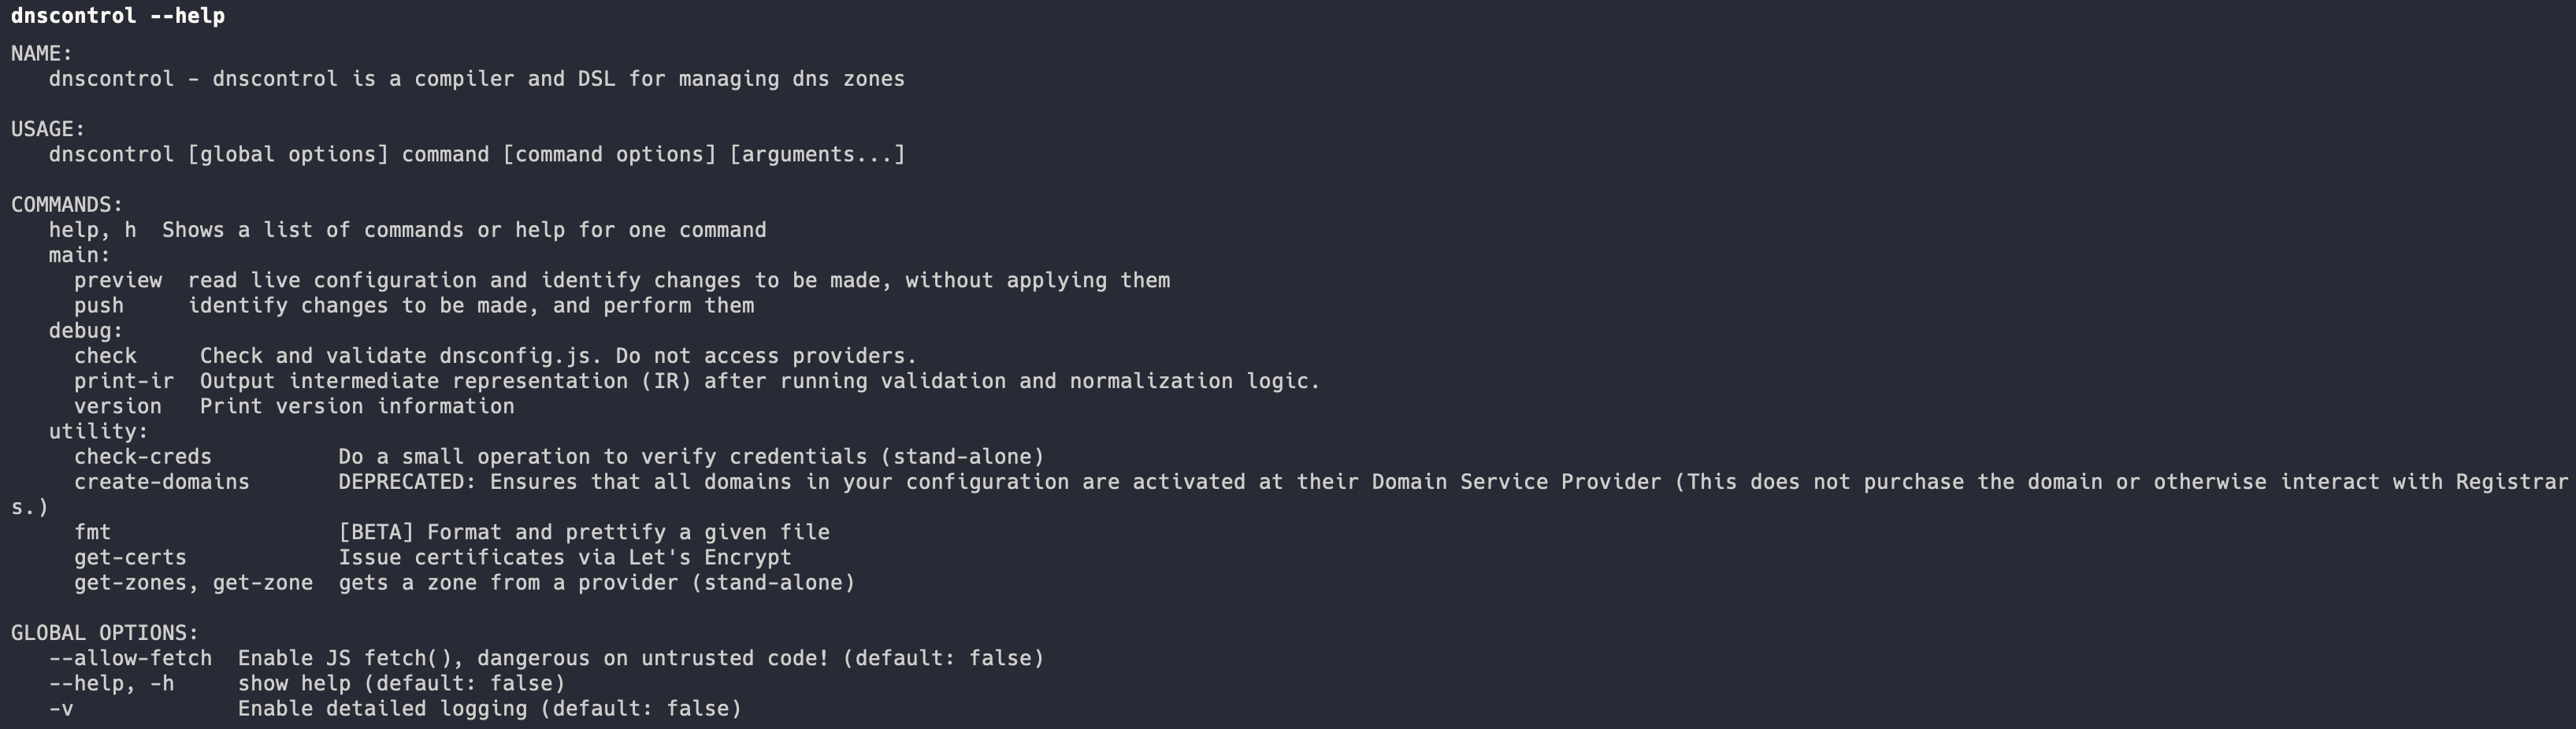 dnscontrol --help
NAME:
   dnscontrol - dnscontrol is a compiler and DSL for managing dns zones

USAGE:
   dnscontrol [global options] command [command options] [arguments...]

COMMANDS:
   help, h  Shows a list of commands or help for one command
   main:
     preview  read live configuration and identify changes to be made, without applying them
     push     identify changes to be made, and perform them
   debug:
     check     Check and validate dnsconfig.js. Do not access providers.
     print-ir  Output intermediate representation (IR) after running validation and normalization logic.
     version   Print version information
   utility:
     check-creds          Do a small operation to verify credentials (stand-alone)
     create-domains       DEPRECATED: Ensures that all domains in your configuration are activated at their Domain Service Provider (This does not purchase the domain or otherwise interact with Registrar
s.)
     fmt                  [BETA] Format and prettify a given file
     get-certs            Issue certificates via Let's Encrypt
     get-zones, get-zone  gets a zone from a provider (stand-alone)

GLOBAL OPTIONS:
   --allow-fetch  Enable JS fetch(), dangerous on untrusted code! (default: false)
   --help, -h     show help (default: false)
   -v             Enable detailed logging (default: false)